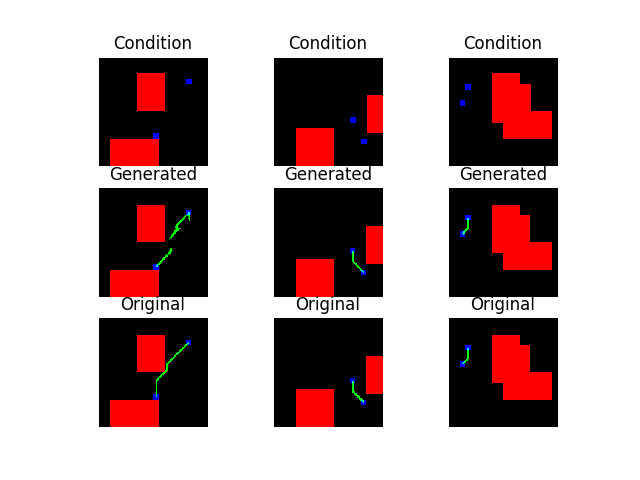 Condition Condition Condition
Generated Generated Generated
Original Original Original